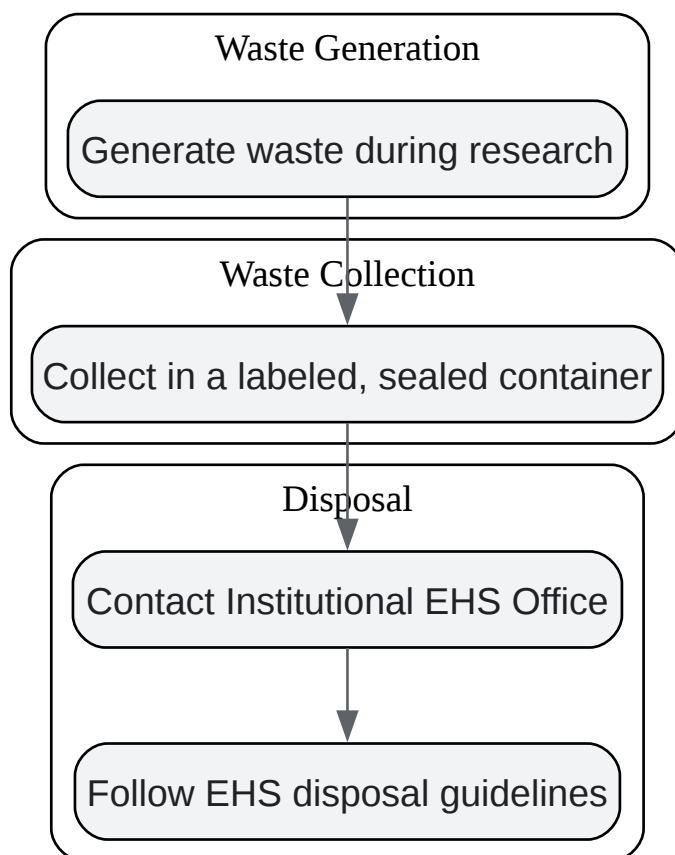 Waste Generation
Generate waste during research
Waste Collection
Collect in a labeled, sealed container
Disposal
Contact Institutional EHS Office
Follow EHS disposal guidelines